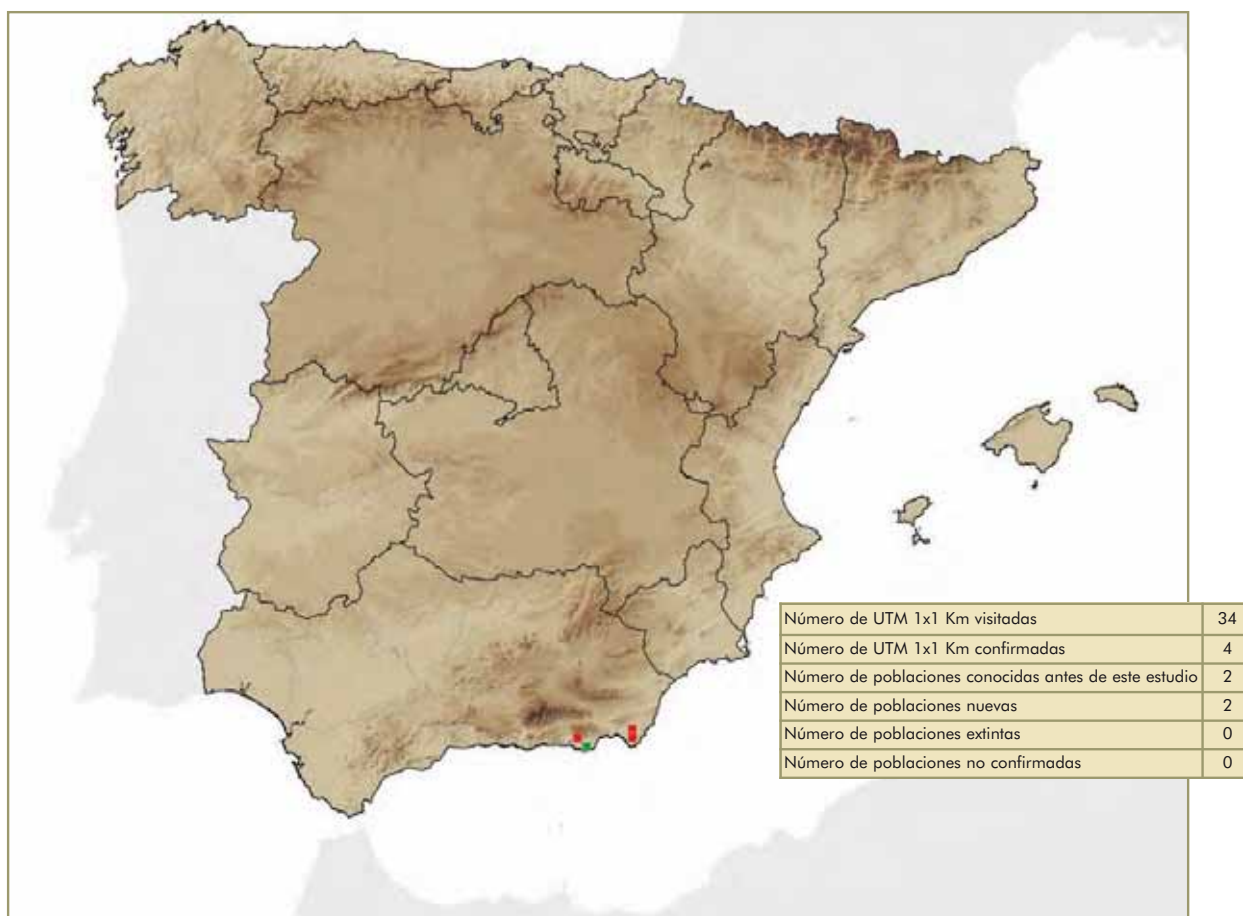 Número de UTM 1x1 Km visitadas 34
Número de UTM 1x1 Km confirmadas 4
Número de poblaciones conocidas antes de este estudio 2
Número de poblaciones nuevas 2
Número de poblaciones extintas 0
Número de poblaciones no confirmadas 0